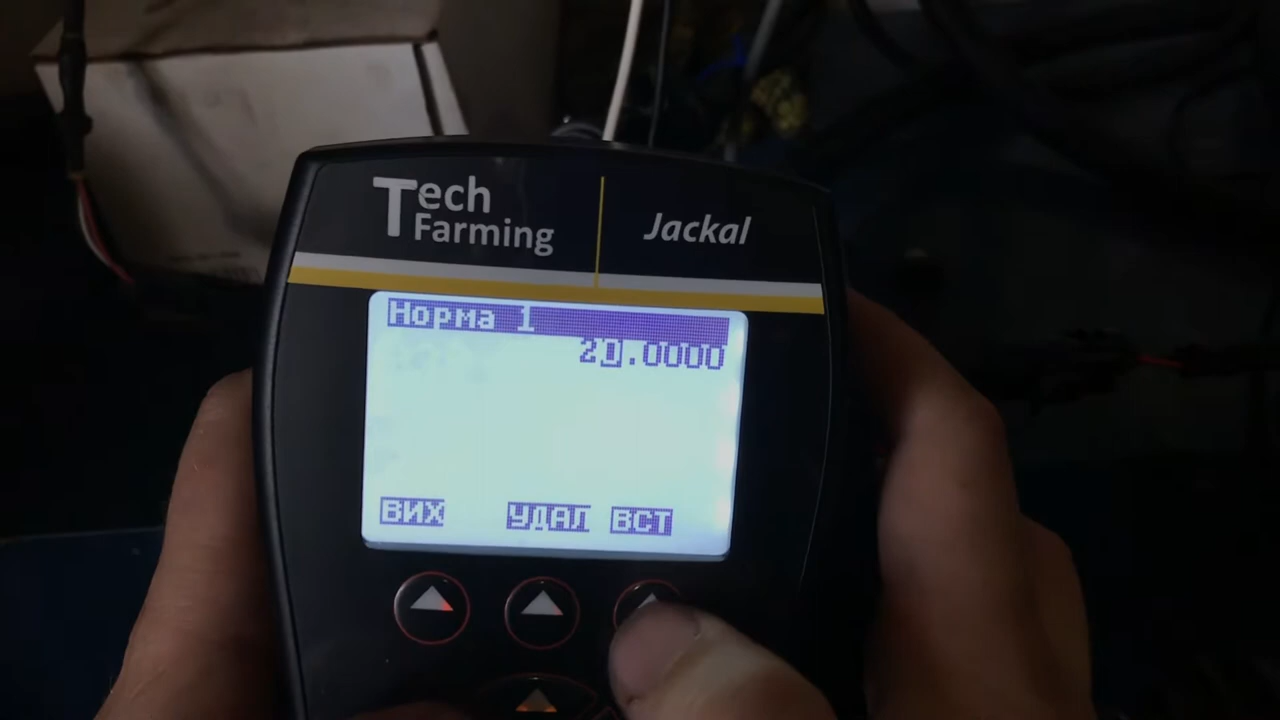 Tech
Farming
Jackal
Норма 1
20.0000
ВИХ УДАЛ ВСТ